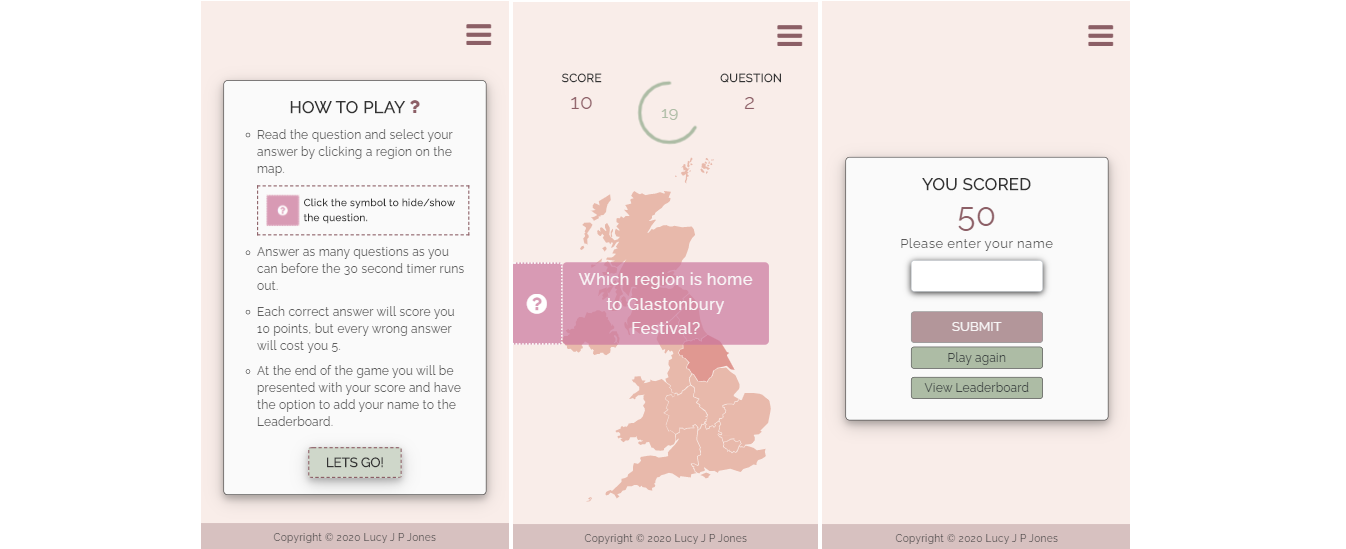 HOW TO PLAY ?
Read the question and select your
answer by clicking a region on the
map.
? Click the symbol to hide/show
the question.
Answer as many questions as you
can before the 30 second timer runs
out.
Each correct answer will score you
10 points, but every wrong answer
will cost you 5.
At the end of the game you will be
presented with your score and have
the option to add your name to the
Leaderboard.
LETS GO!
Copyright © 2020 Lucy J P Jones
SCORE
10
19
QUESTION
2
?
Which region is home
to Glastonbury
Festival?
Copyright © 2020 Lucy J P Jones
YOU SCORED
50
Please enter your name
SUBMIT
Play again
View Leaderboard
Copyright © 2020 Lucy J P Jones